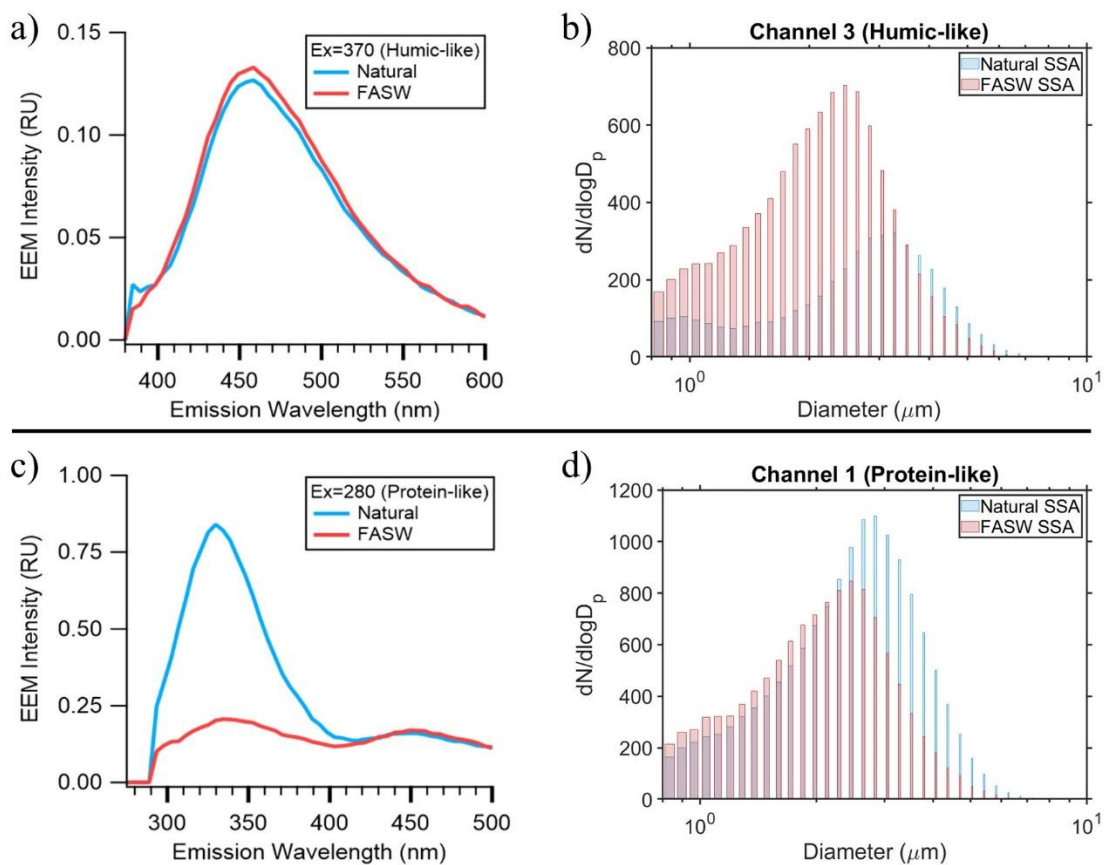 a)
0.15
0.10
0.05
0.00
EEM Intensity (RU)
Ex=370 (Humic-like)
Natural
FASW
400 450 500 550 600
Emission Wavelength (nm)
b)
Channel 3 (Humic-like)
800
600
400
200
0
dN/dlogDp
Natural SSA
FASW SSA
10^0 10^1
Diameter (μm)
c)
1.00
0.75
0.50
0.25
0.00
EEM Intensity (RU)
Ex=280 (Protein-like)
Natural
FASW
300 350 400 450 500
Emission Wavelength (nm)
d)
Channel 1 (Protein-like)
1200
1000
800
600
400
200
0
dN/dlogDp
Natural SSA
FASW SSA
10^0 10^1
Diameter (μm)